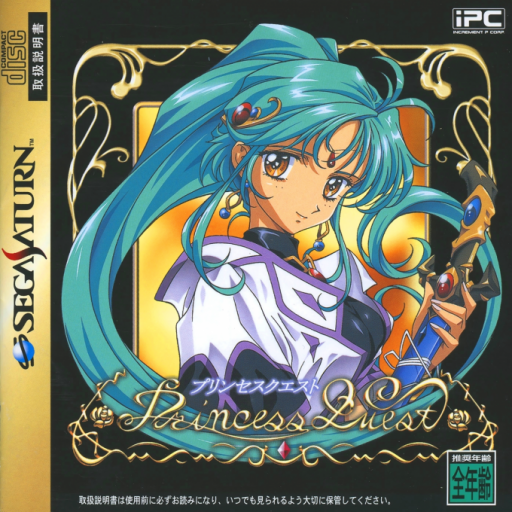 COMPACT
disc
取扱説明書
SEGA SATURN™
iPC
INCREMENT P CORP.
プリンセスクエスト
Princess Quest
推奨年齢
全年齢
取扱説明書は使用前に必ずお読みになり、いつでも見られるよう大切に保管してください。